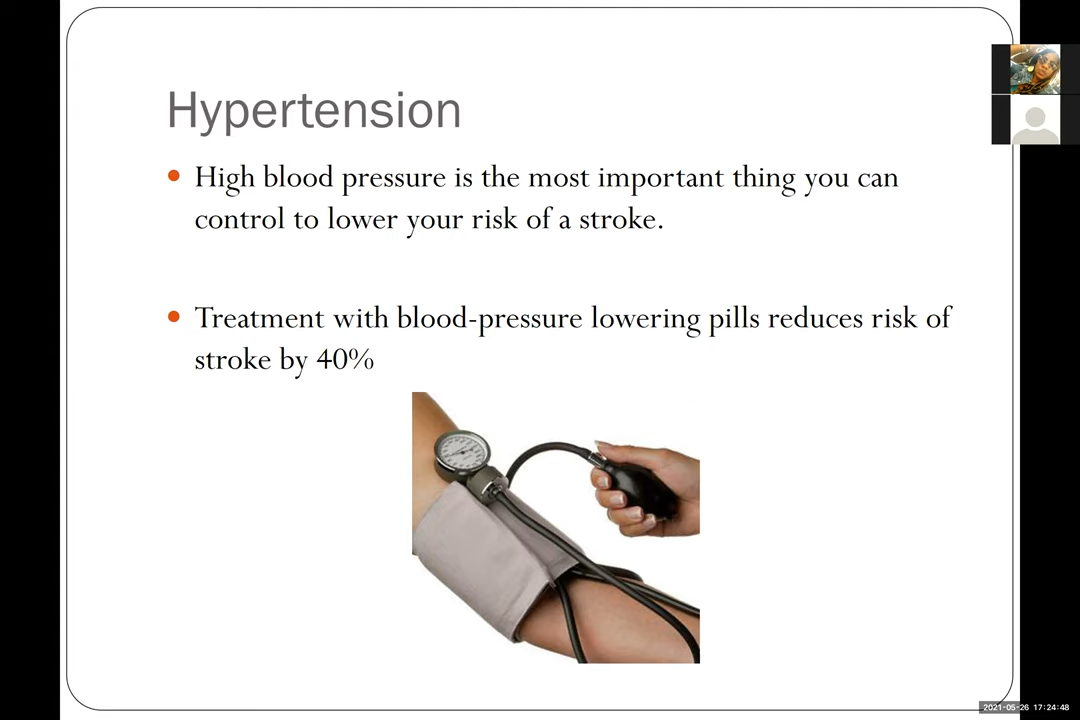 Hypertension
High blood pressure is the most important thing you can
control to lower your risk of a stroke.
Treatment with blood-pressure lowering pills reduces risk of
stroke by 40%
2021-05-26 17:24:48